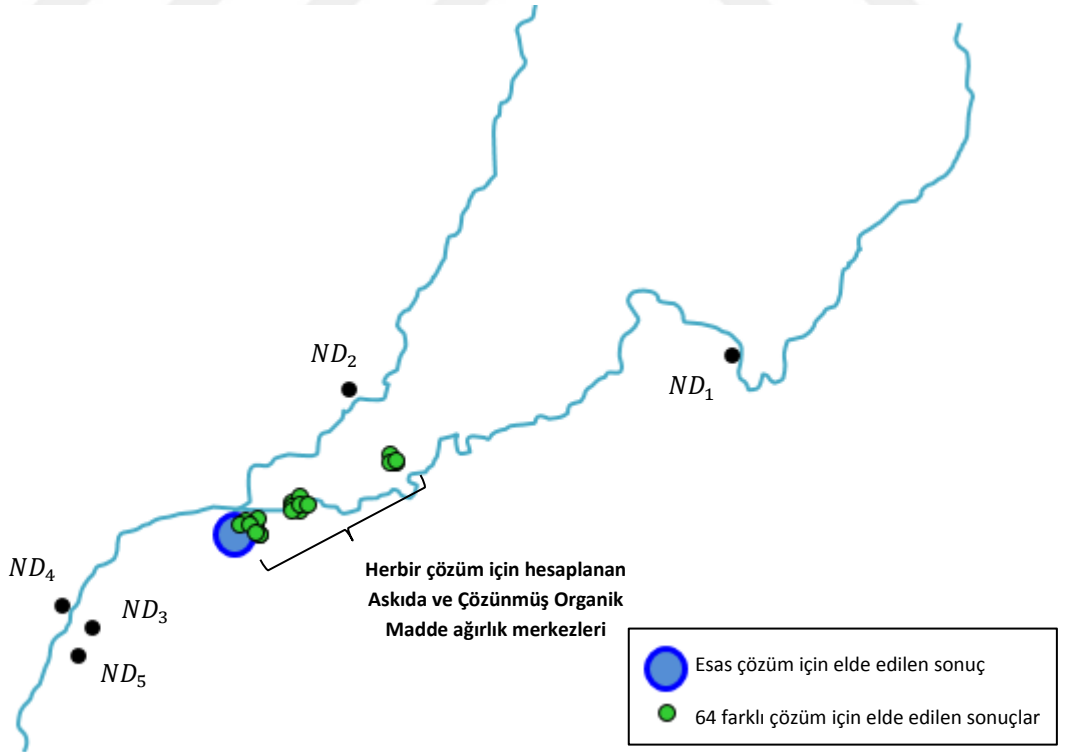 ND₂
ND₁
ND₄
ND₃
ND₅
Herbir çözüm için hesaplanan
Askıda ve Çözünmüş Organik
Madde ağırlık merkezleri
Esas çözüm için elde edilen sonuç
64 farklı çözüm için elde edilen sonuçlar